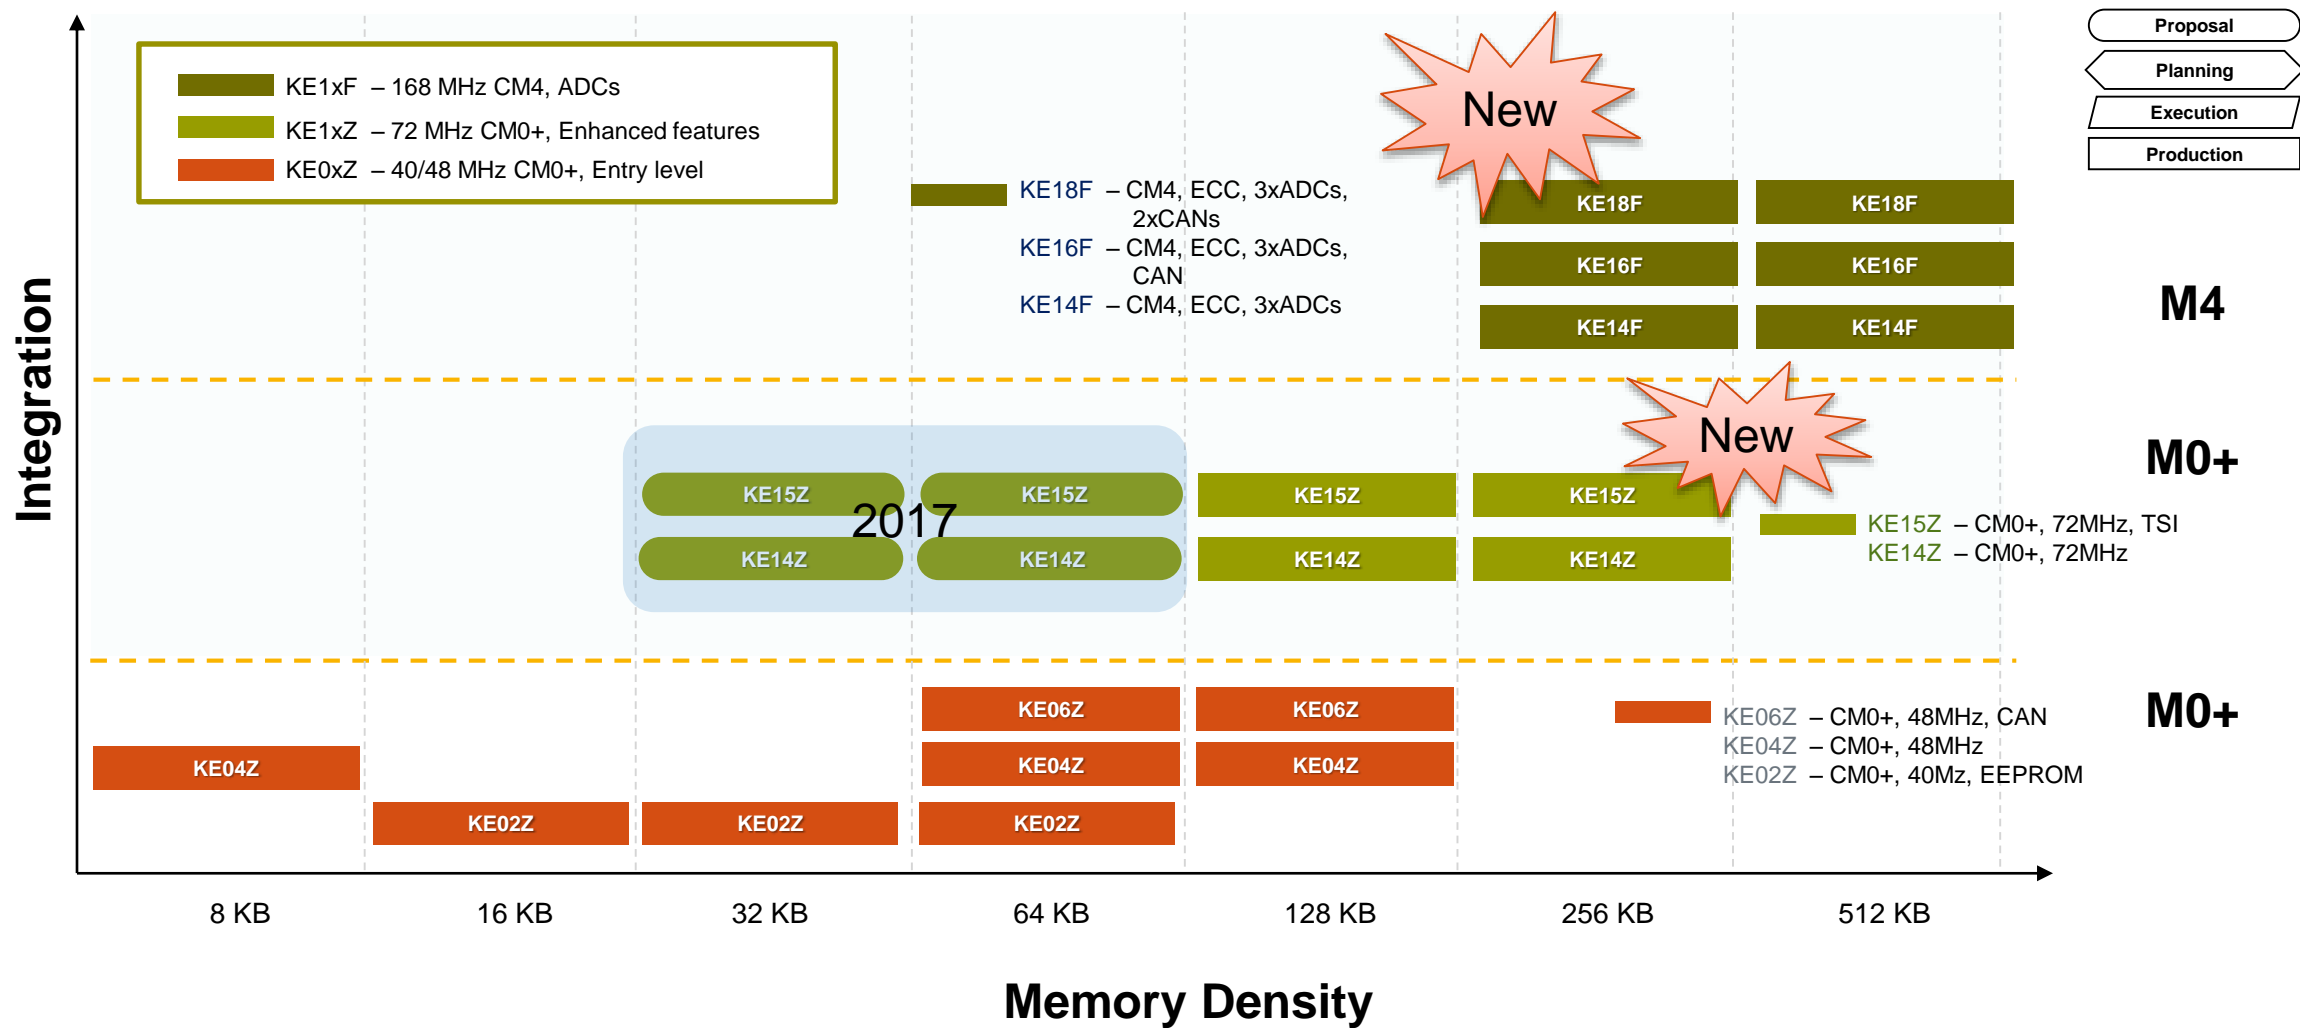 Proposal
Planning
Execution
Production
KE1xF – 168 MHz CM4, ADCs
KE1xZ – 72 MHz CM0+, Enhanced features
KE0xZ – 40/48 MHz CM0+, Entry level
New
KE18F – CM4, ECC, 3xADCs,
2xCANs
KE16F – CM4, ECC, 3xADCs,
CAN
KE14F – CM4, ECC, 3xADCs
KE18F KE18F
KE16F KE16F
KE14F KE14F
M4
Integration
New
M0+
KE15Z KE15Z KE15Z KE15Z
2017
KE14Z KE14Z KE14Z KE14Z
KE15Z – CM0+, 72MHz, TSI
KE14Z – CM0+, 72MHz
M0+
KE06Z KE06Z
KE04Z KE04Z KE04Z
KE02Z KE02Z KE02Z
KE06Z – CM0+, 48MHz, CAN
KE04Z – CM0+, 48MHz
KE02Z – CM0+, 40Mz, EEPROM
8 KB 16 KB 32 KB 64 KB 128 KB 256 KB 512 KB
Memory Density